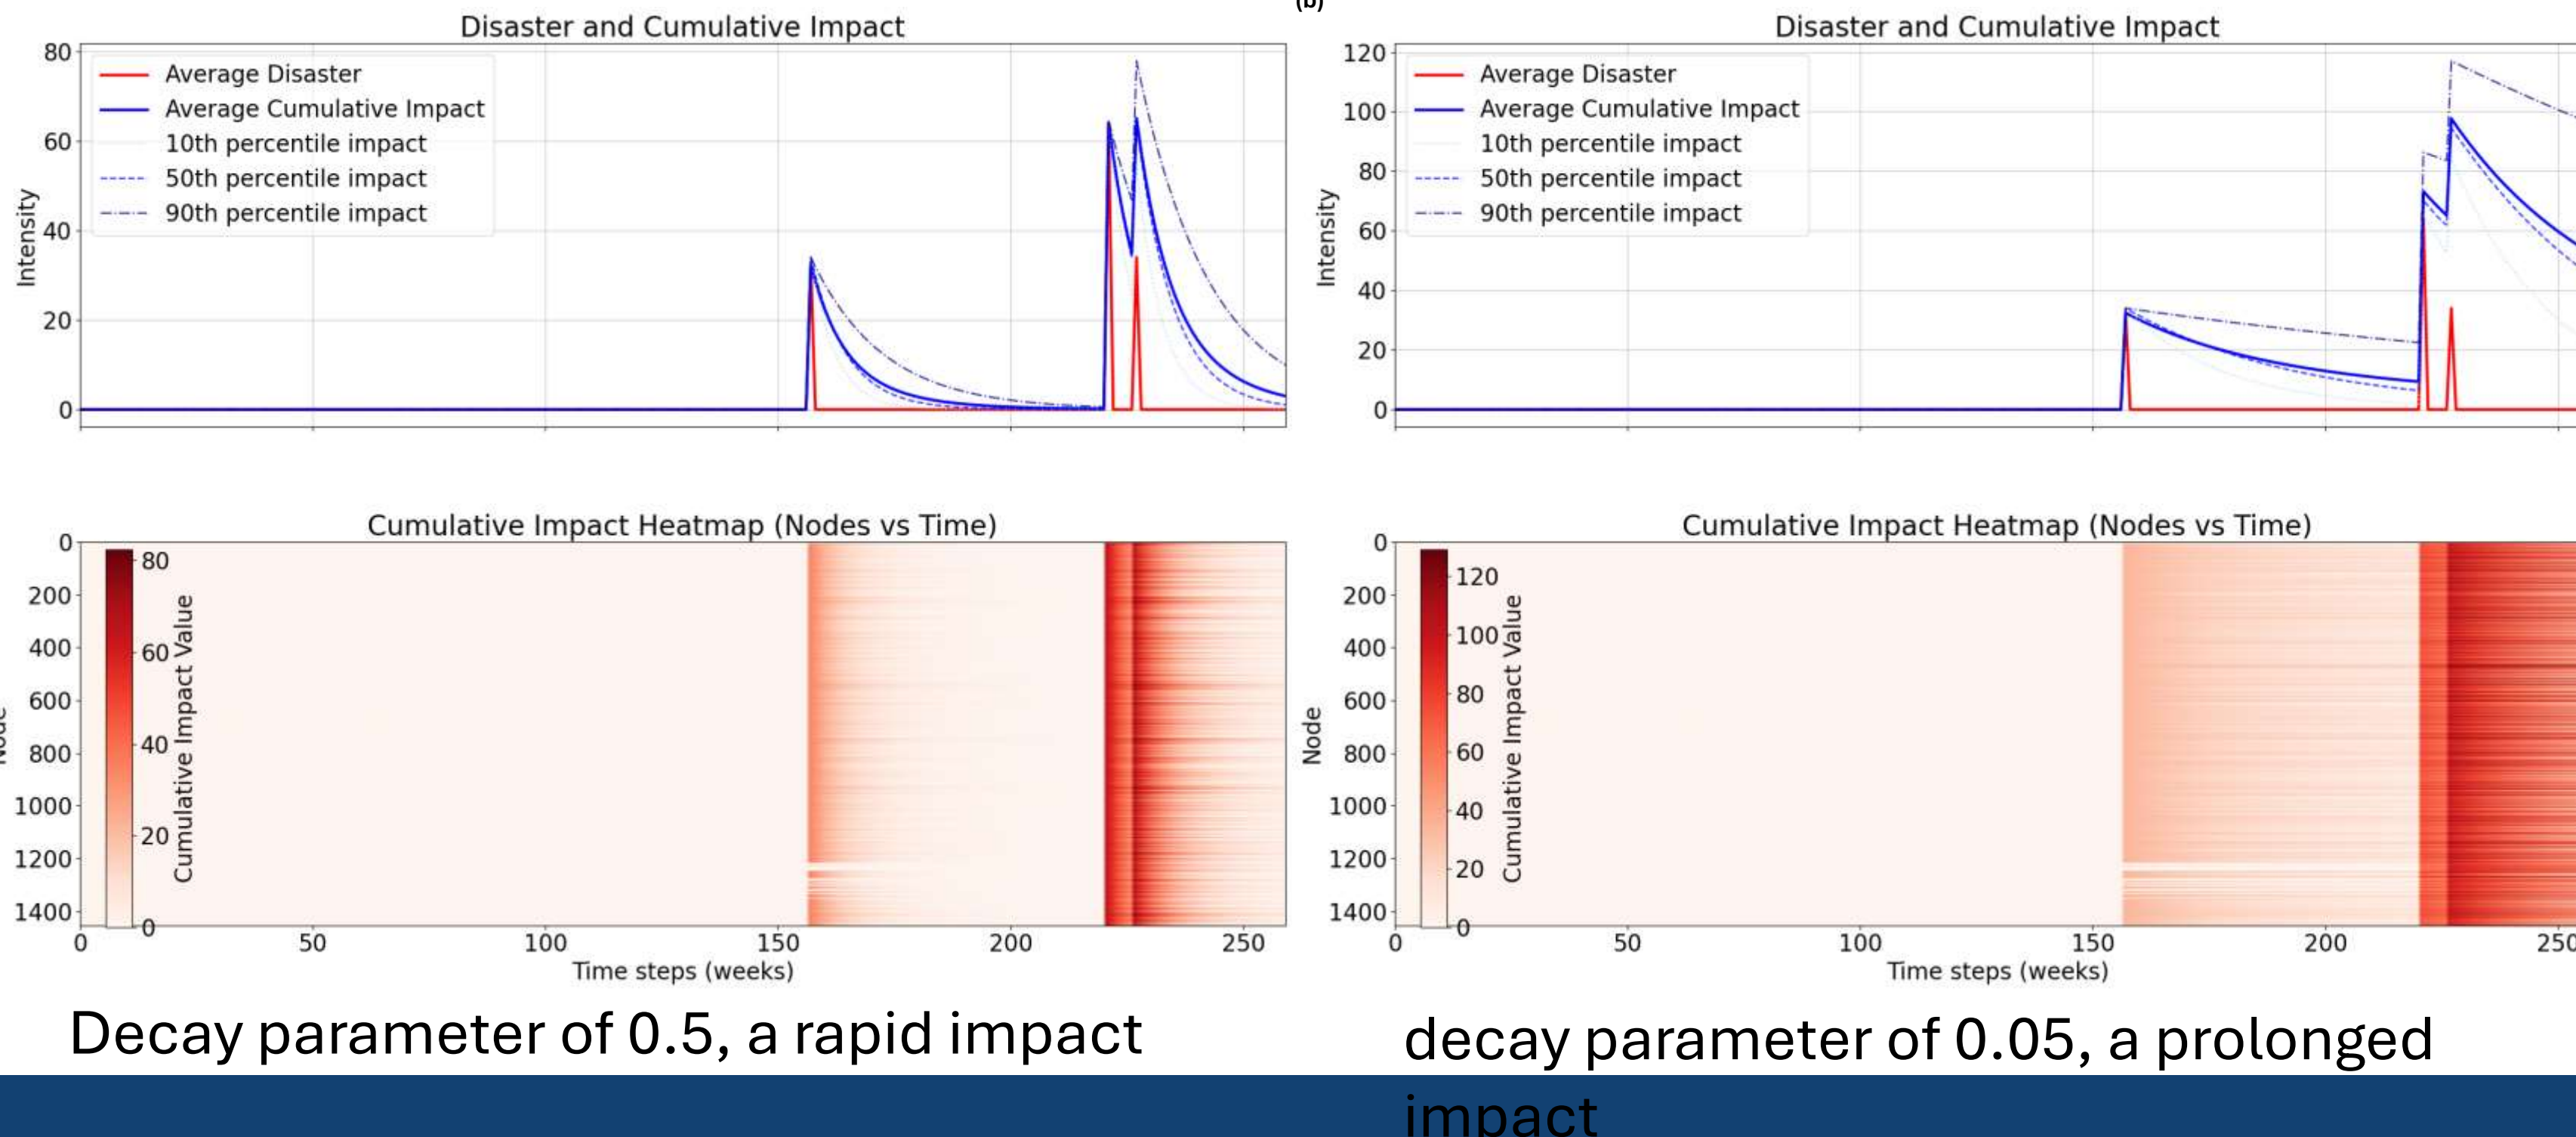 (b)
Disaster and Cumulative Impact
80
60
40
20
0
Intensity
Average Disaster
Average Cumulative Impact
10th percentile impact
50th percentile impact
90th percentile impact
Disaster and Cumulative Impact
120
100
80
60
40
20
0
Intensity
Average Disaster
Average Cumulative Impact
10th percentile impact
50th percentile impact
90th percentile impact
Cumulative Impact Heatmap (Nodes vs Time)
0
200
400
600
800
1000
1200
1400
Node
80
60
40
20
0
Cumulative Impact Value
0 50 100 150 200 250
Time steps (weeks)
Cumulative Impact Heatmap (Nodes vs Time)
0
200
400
600
800
1000
1200
1400
Node
120
100
80
60
40
20
0
Cumulative Impact Value
0 50 100 150 200 250
Time steps (weeks)
Decay parameter of 0.5, a rapid impact
decay parameter of 0.05, a prolonged
impact